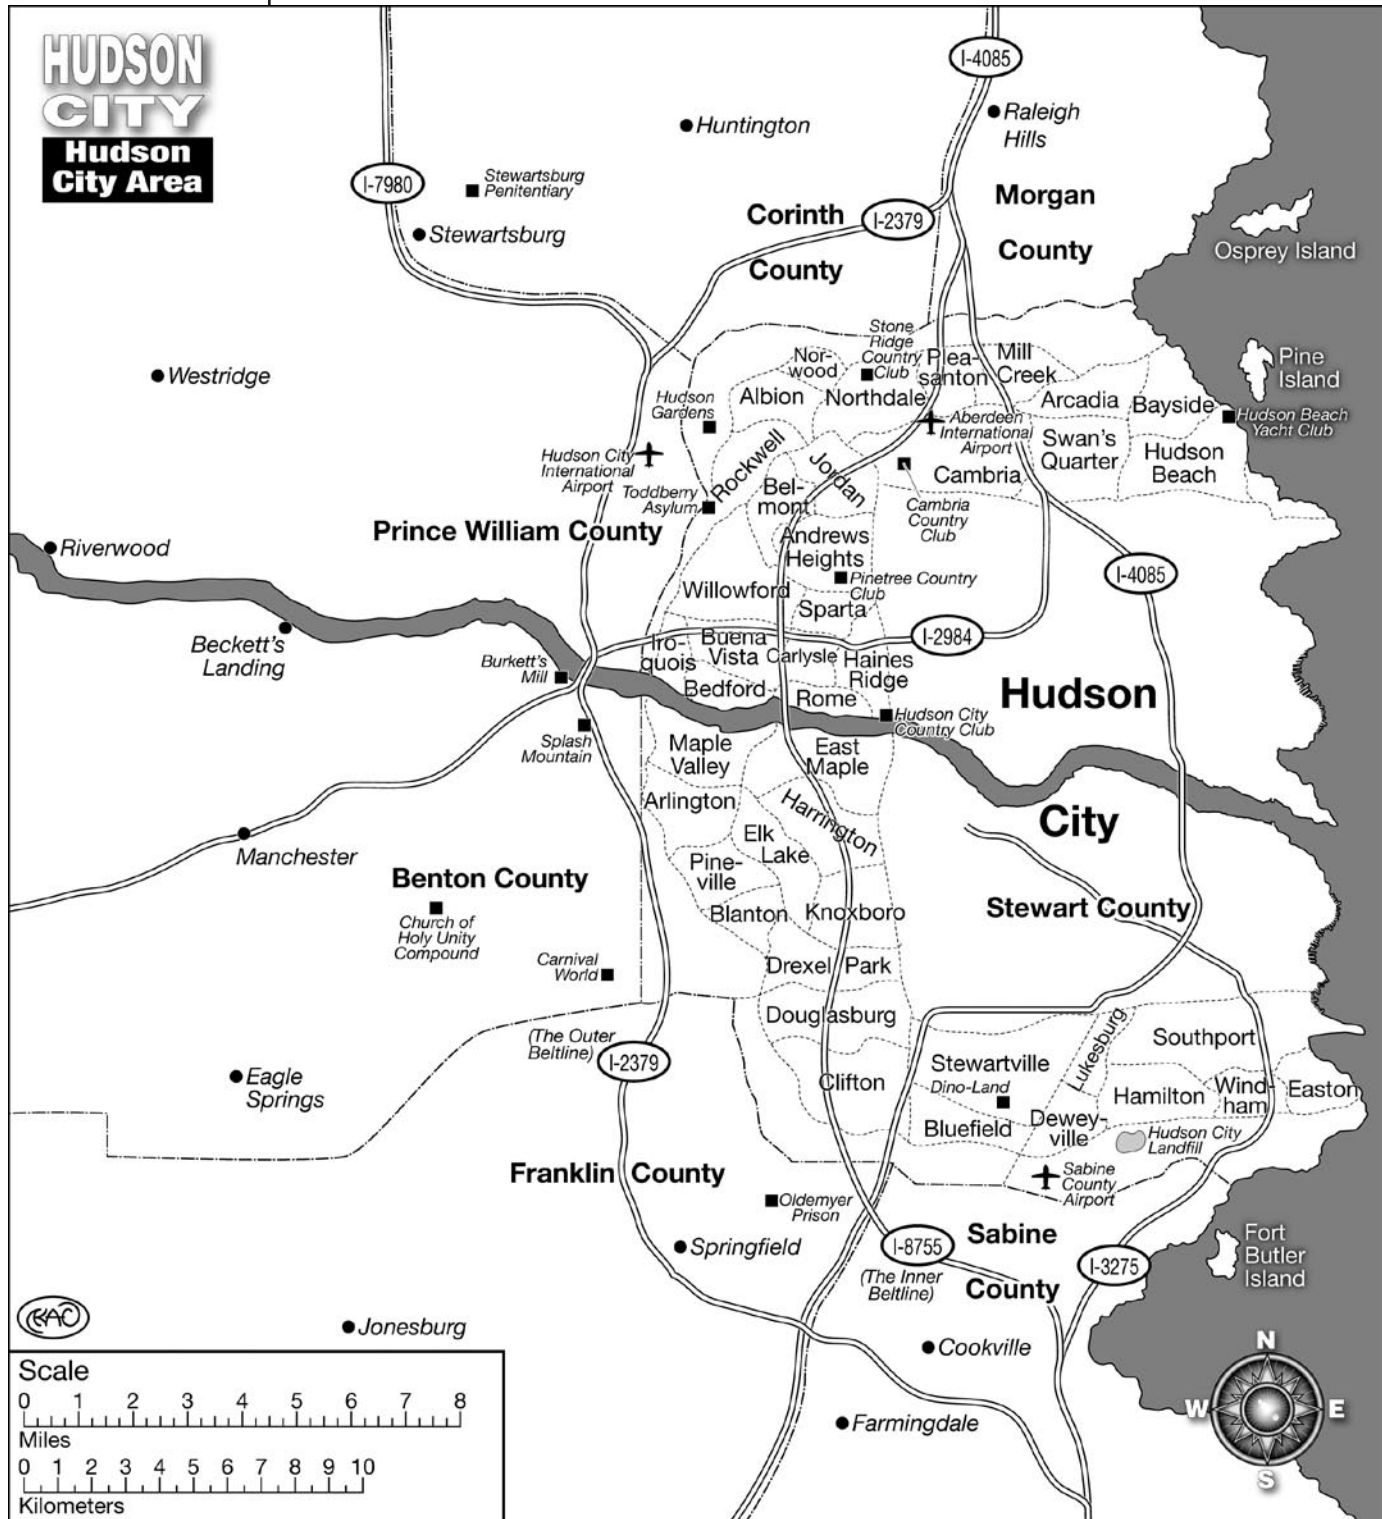 HUDSON
CITY
Hudson
City Area
I-4085
Raleigh
Hills
Huntington
I-7980
Stewartsburg
Penitentiary
Stewartsburg
Corinth
County
I-2379
Morgan
County
Osprey Island
Pine
Island
Westridge
Stone
Ridge
Country
Club
Nor-
wood
Plea-
santon
Mill
Creek
Albion
Northdale
Arcadia
Bayside
Hudson Beach
Yacht Club
Hudson
Gardens
Aberdeen
International
Airport
Swan's
Quarter
Hudson
Beach
Hudson City
International
Airport
Rockwell
Jordan
Cambria
Toddberry
Asylum
Bel-
mont
Cambria
Country
Club
Prince William County
Andrews
Heights
Riverwood
I-4085
Pinetree Country
Club
Willowford
Sparta
Beckett's
Landing
Iro-
quois
Buena
Vista
Carlysle
I-2984
Haines
Ridge
Burkett's
Mill
Bedford
Rome
Hudson
Hudson City
Country Club
Splash
Mountain
Maple
Valley
East
Maple
Arlington
Harrington
City
Manchester
Elk
Lake
Pine-
ville
Benton County
Blanton
Knoxboro
Stewart County
Church of
Holy Unity
Compound
Carnival
World
Drexel Park
Douglasburg
(The Outer
Beltline)
I-2379
Lukesburg
Southport
Stewartville
Eagle
Springs
Clifton
Dino-Land
Hamilton
Wind-
ham
Easton
Bluefield
Dewey-
ville
Hudson City
Landfill
Franklin County
Sabine
County
Airport
Oldemyer
Prison
Springfield
I-8755
(The Inner
Beltline)
Sabine
County
I-3275
Fort
Butler
Island
KAC
Jonesburg
Cookville
Farmingdale
N
W
E
S
Scale
0 1 2 3 4 5 6 7 8
Miles
0 1 2 3 4 5 6 7 8 9 10
Kilometers